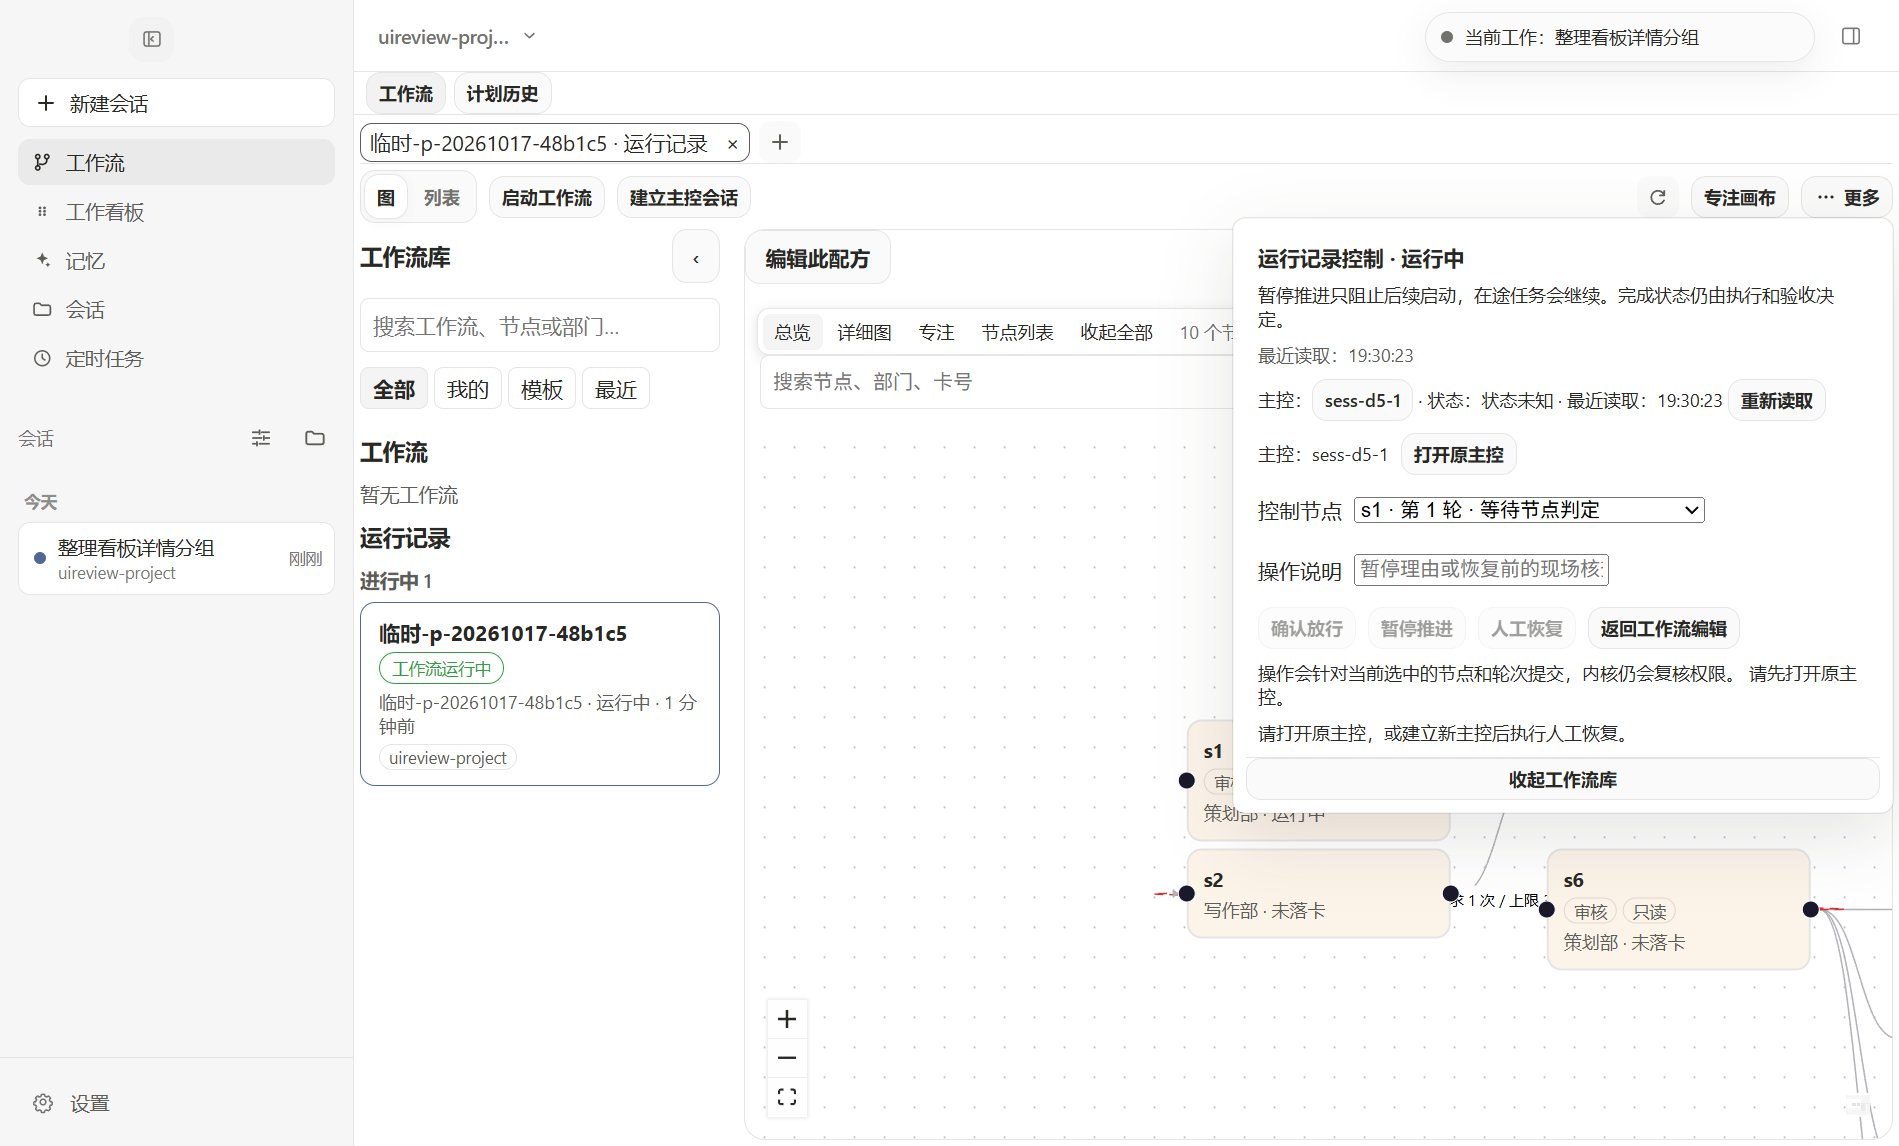 新建会话
工作流
工作看板
记忆
会话
定时任务
会话
今天
整理看板详情分组
uireview-project
刚刚
设置
uireview-proj...
当前工作：整理看板详情分组
工作流
计划历史
临时-p-20261017-48b1c5 · 运行记录 ×
图
列表
启动工作流
建立主控会话
专注画布
··· 更多
工作流库
搜索工作流、节点或部门...
全部
我的
模板
最近
工作流
暂无工作流
运行记录
进行中 1
临时-p-20261017-48b1c5
工作流运行中
临时-p-20261017-48b1c5 · 运行中 · 1 分
钟前
uireview-project
编辑此配方
总览
详细图
专注
节点列表
收起全部
10 个节
搜索节点、部门、卡号
运行记录控制 · 运行中
暂停推进只阻止后续启动，在途任务会继续。完成状态仍由执行和验收决
定。
最近读取：19:30:23
主控： sess-d5-1 · 状态：状态未知 · 最近读取：19:30:23 重新读取
主控：sess-d5-1 打开原主控
控制节点 s1 · 第 1 轮 · 等待节点判定
操作说明 暂停理由或恢复前的现场核
确认放行
暂停推进
人工恢复
返回工作流编辑
操作会针对当前选中的节点和轮次提交，内核仍会复核权限。 请先打开原主
控。
请打开原主控，或建立新主控后执行人工恢复。
收起工作流库
s1
审
策划部 · 运行中
s2
写作部 · 未落卡
1 次 / 上限
s6
审核
只读
策划部 · 未落卡